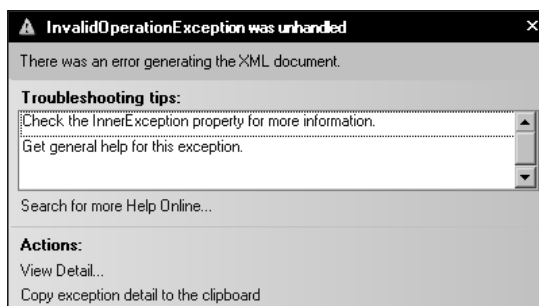 InvalidOperationException was unhandled
There was an error generating the XML document.
Troubleshooting tips:
Check the InnerException property for more information.
Get general help for this exception.
Search for more Help Online...
Actions:
View Detail...
Copy exception detail to the clipboard